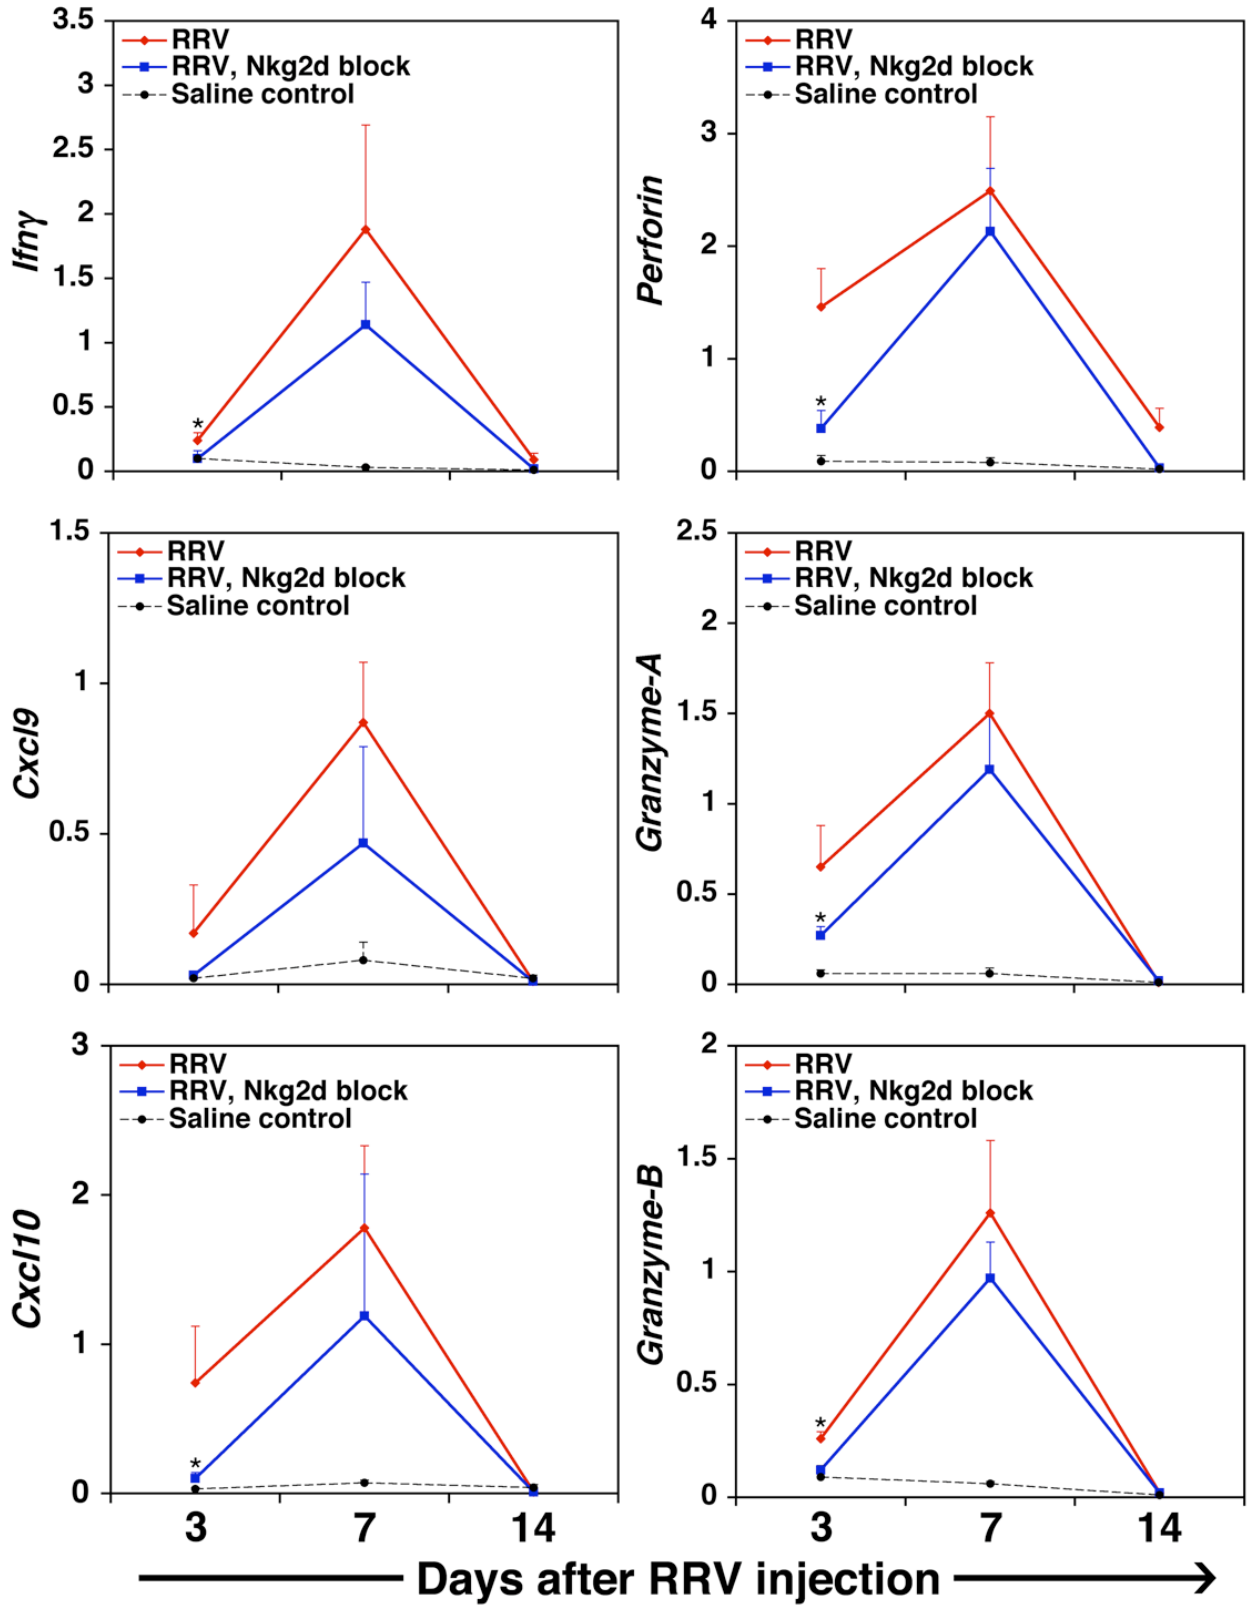 Ifnγ
3.5
3
2.5
2
1.5
1
0.5
0
RRV
RRV, Nkg2d block
Saline control
*
Perforin
4
3
2
1
0
RRV
RRV, Nkg2d block
Saline control
*
Cxcl9
1.5
1
0.5
0
RRV
RRV, Nkg2d block
Saline control
Granzyme-A
2.5
2
1.5
1
0.5
0
RRV
RRV, Nkg2d block
Saline control
*
Cxcl10
3
2
1
0
RRV
RRV, Nkg2d block
Saline control
*
3 7 14
Granzyme-B
2
1.5
1
0.5
0
RRV
RRV, Nkg2d block
Saline control
*
3 7 14
Days after RRV injection